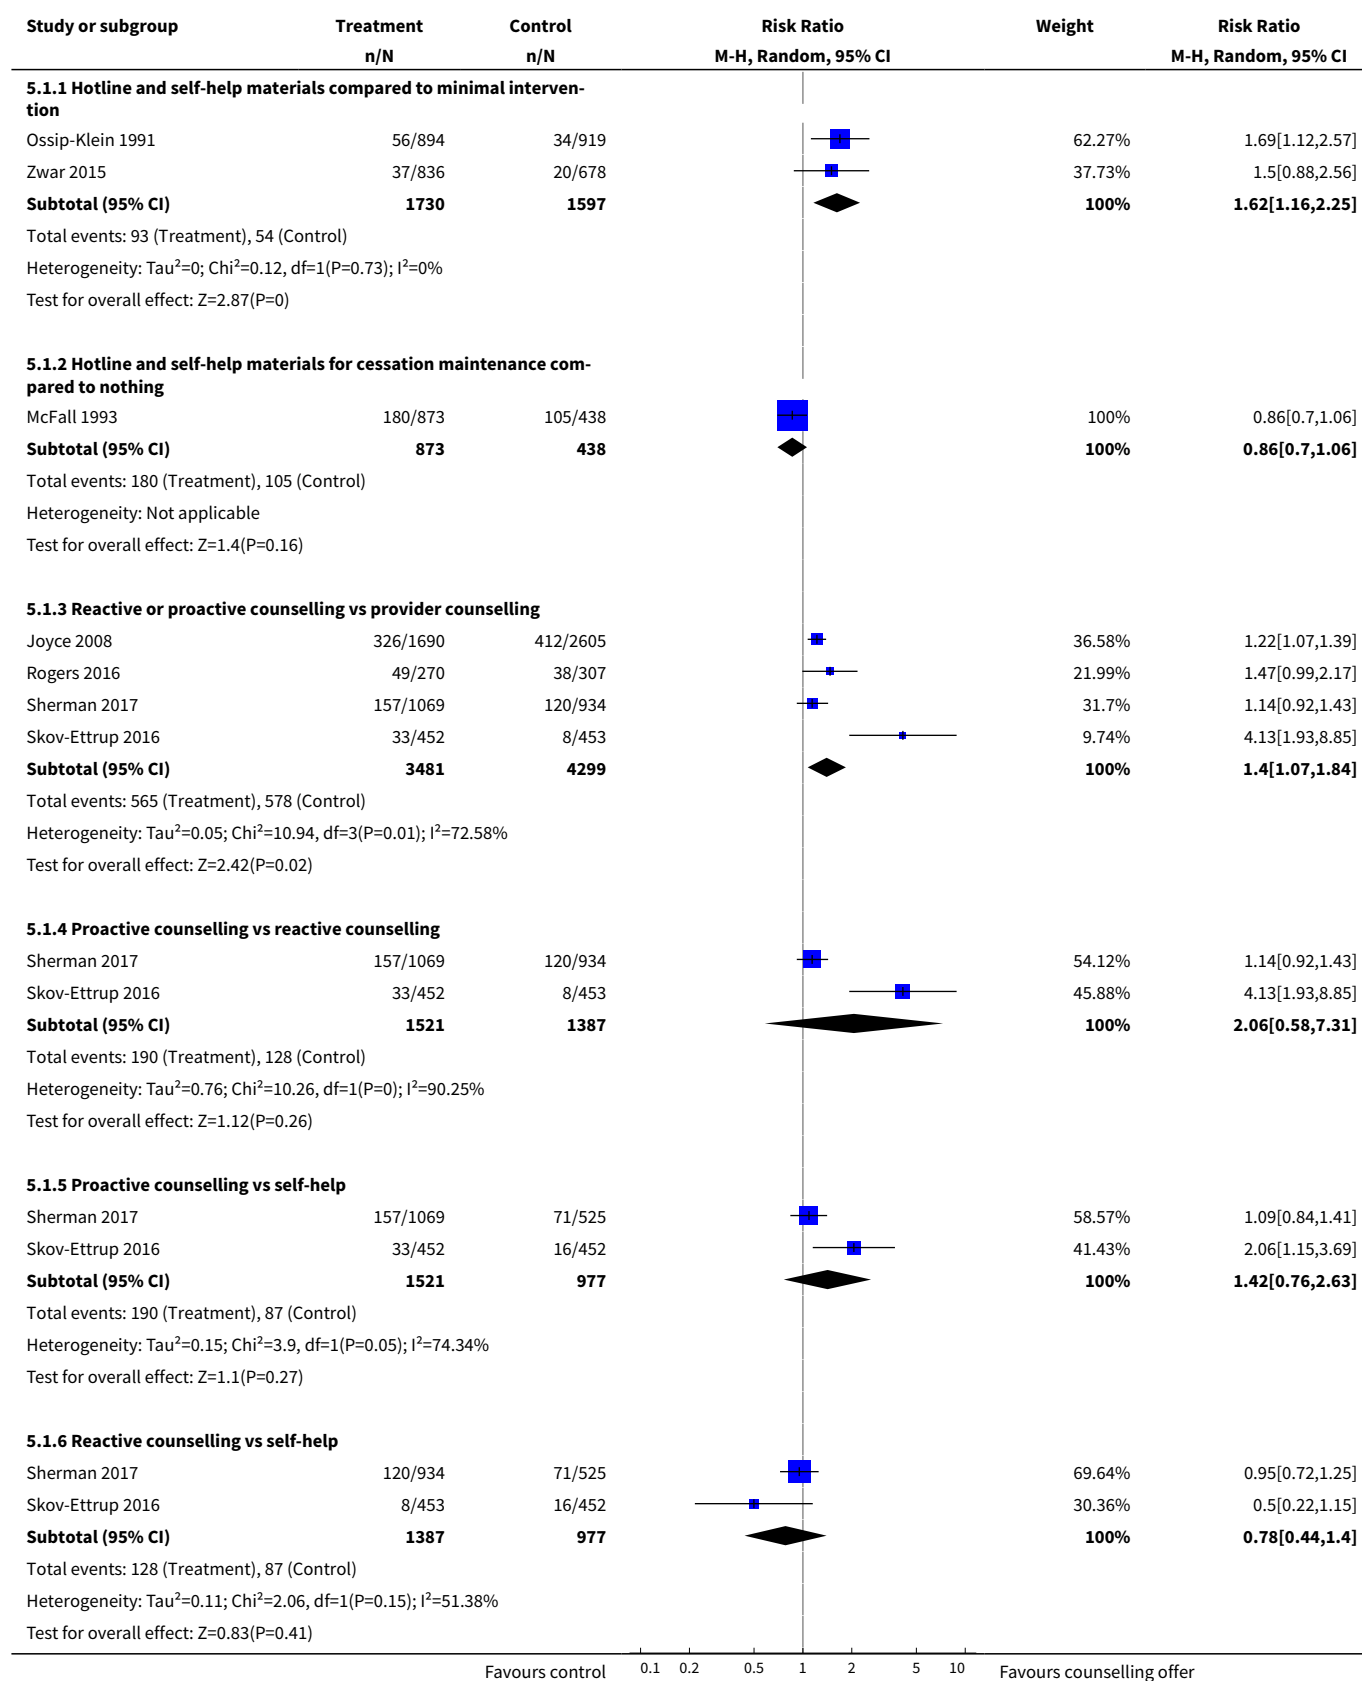 Study or subgroup Treatment Control Risk Ratio Weight Risk Ratio
n/N n/N M-H, Random, 95% CI M-H, Random, 95% CI
5.1.1 Hotline and self-help materials compared to minimal interven-
tion
Ossip-Klein 1991 56/894 34/919 62.27% 1.69[1.12,2.57]
Zwar 2015 37/836 20/678 37.73% 1.5[0.88,2.56]
Subtotal (95% CI) 1730 1597 100% 1.62[1.16,2.25]
Total events: 93 (Treatment), 54 (Control)
Heterogeneity: Tau²=0; Chi²=0.12, df=1(P=0.73); I²=0%
Test for overall effect: Z=2.87(P=0)
5.1.2 Hotline and self-help materials for cessation maintenance com-
pared to nothing
McFall 1993 180/873 105/438 100% 0.86[0.7,1.06]
Subtotal (95% CI) 873 438 100% 0.86[0.7,1.06]
Total events: 180 (Treatment), 105 (Control)
Heterogeneity: Not applicable
Test for overall effect: Z=1.4(P=0.16)
5.1.3 Reactive or proactive counselling vs provider counselling
Joyce 2008 326/1690 412/2605 36.58% 1.22[1.07,1.39]
Rogers 2016 49/270 38/307 21.99% 1.47[0.99,2.17]
Sherman 2017 157/1069 120/934 31.7% 1.14[0.92,1.43]
Skov-Ettrup 2016 33/452 8/453 9.74% 4.13[1.93,8.85]
Subtotal (95% CI) 3481 4299 100% 1.4[1.07,1.84]
Total events: 565 (Treatment), 578 (Control)
Heterogeneity: Tau²=0.05; Chi²=10.94, df=3(P=0.01); I²=72.58%
Test for overall effect: Z=2.42(P=0.02)
5.1.4 Proactive counselling vs reactive counselling
Sherman 2017 157/1069 120/934 54.12% 1.14[0.92,1.43]
Skov-Ettrup 2016 33/452 8/453 45.88% 4.13[1.93,8.85]
Subtotal (95% CI) 1521 1387 100% 2.06[0.58,7.31]
Total events: 190 (Treatment), 128 (Control)
Heterogeneity: Tau²=0.76; Chi²=10.26, df=1(P=0); I²=90.25%
Test for overall effect: Z=1.12(P=0.26)
5.1.5 Proactive counselling vs self-help
Sherman 2017 157/1069 71/525 58.57% 1.09[0.84,1.41]
Skov-Ettrup 2016 33/452 16/452 41.43% 2.06[1.15,3.69]
Subtotal (95% CI) 1521 977 100% 1.42[0.76,2.63]
Total events: 190 (Treatment), 87 (Control)
Heterogeneity: Tau²=0.15; Chi²=3.9, df=1(P=0.05); I²=74.34%
Test for overall effect: Z=1.1(P=0.27)
5.1.6 Reactive counselling vs self-help
Sherman 2017 120/934 71/525 69.64% 0.95[0.72,1.25]
Skov-Ettrup 2016 8/453 16/452 30.36% 0.5[0.22,1.15]
Subtotal (95% CI) 1387 977 100% 0.78[0.44,1.4]
Total events: 128 (Treatment), 87 (Control)
Heterogeneity: Tau²=0.11; Chi²=2.06, df=1(P=0.15); I²=51.38%
Test for overall effect: Z=0.83(P=0.41)
Favours control 0.1 0.2 0.5 1 2 5 10 Favours counselling offer